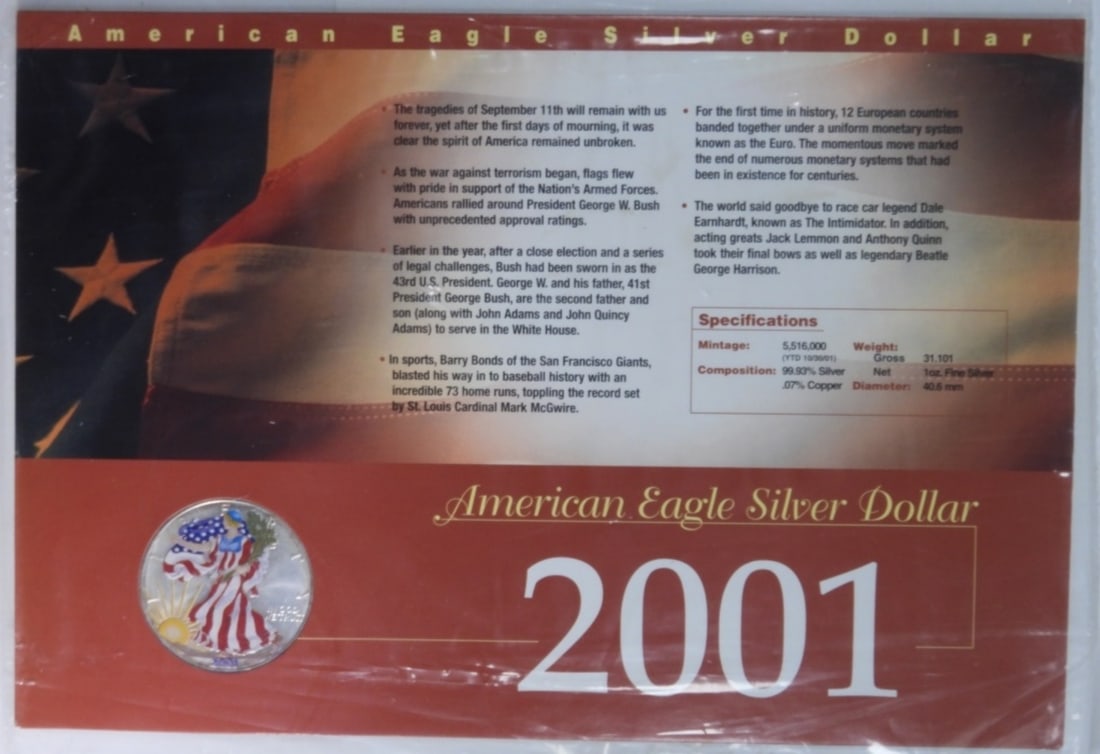 American Eagle Silver Dollar
• The tragedies of September 11th will remain with us
forever, yet after the first days of mourning, it was
clear the spirit of America remained unbroken.
• As the war against terrorism began, flags flew
with pride in support of the Nation's Armed Forces.
Americans rallied around President George W. Bush
with unprecedented approval ratings.
• Earlier in the year, after a close election and a series
of legal challenges, Bush had been sworn in as the
43rd U.S. President. George W. and his father, 41st
President George Bush, are the second father and
son (along with John Adams and John Quincy
Adams) to serve in the White House.
• In sports, Barry Bonds of the San Francisco Giants,
blasted his way in to baseball history with an
incredible 73 home runs, toppling the record set
by St. Louis Cardinal Mark McGwire.
• For the first time in history, 12 European countries
banded together under a uniform monetary system
known as the Euro. The momentous move marked
the end of numerous monetary systems that had
been in existence for centuries.
• The world said goodbye to race car legend Dale
Earnhardt, known as The Intimidator. In addition,
acting greats Jack Lemmon and Anthony Quinn
took their final bows as well as legendary Beatle
George Harrison.
Specifications
Mintage: 5,516,000
(YTD 10/30/01)
Composition: 99.93% Silver
.07% Copper
Weight:
Gross 31.101
Net 1oz. Fine Silver
Diameter: 40.6 mm
American Eagle Silver Dollar
2001
GOD
2001